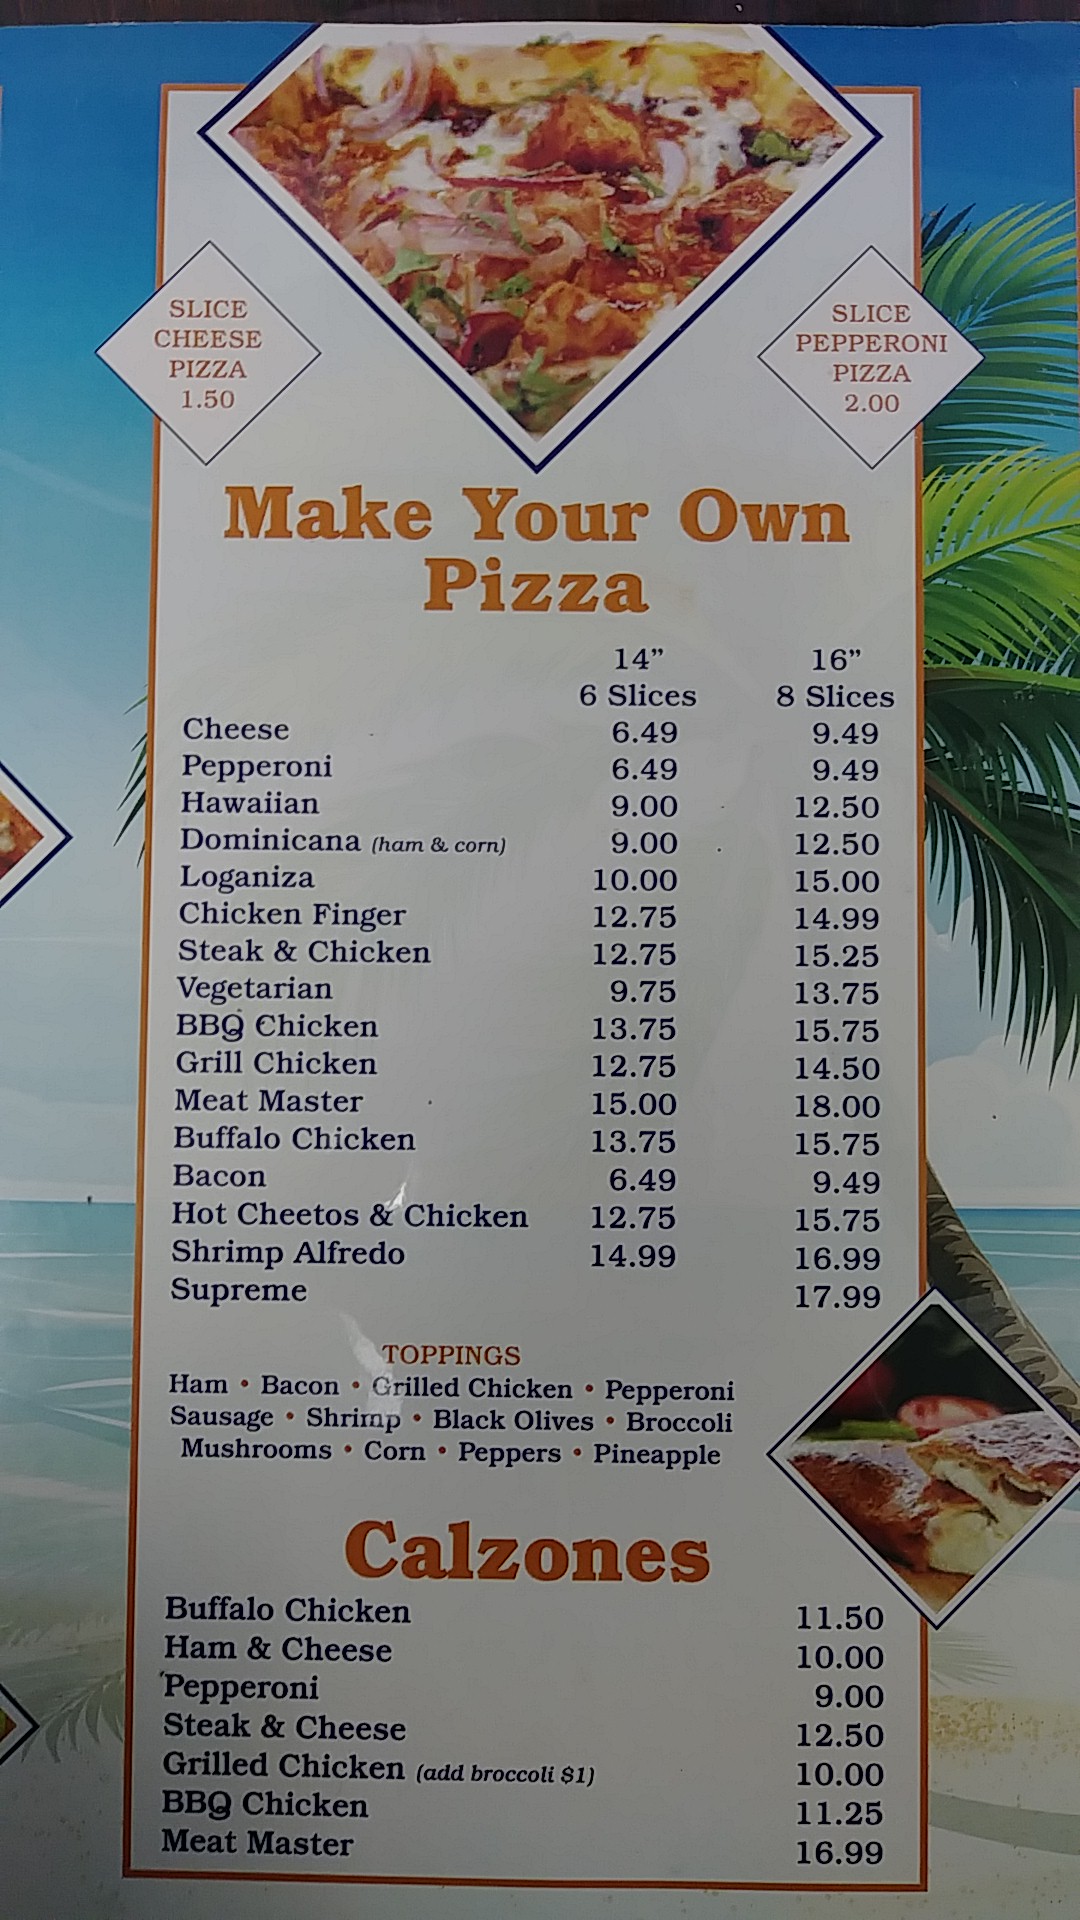 SLICE
CHEESE
PIZZA
1.50
SLICE
PEPPERONI
PIZZA
2.00
Make Your Own
Pizza
14” 16”
6 Slices 8 Slices
Cheese 6.49 9.49
Pepperoni 6.49 9.49
Hawaiian 9.00 12.50
Dominicana (ham & corn) 9.00 12.50
Loganiza 10.00 15.00
Chicken Finger 12.75 14.99
Steak & Chicken 12.75 15.25
Vegetarian 9.75 13.75
BBQ Chicken 13.75 15.75
Grill Chicken 12.75 14.50
Meat Master 15.00 18.00
Buffalo Chicken 13.75 15.75
Bacon 6.49 9.49
Hot Cheetos & Chicken 12.75 15.75
Shrimp Alfredo 14.99 16.99
Supreme 17.99
TOPPINGS
Ham • Bacon • Grilled Chicken • Pepperoni
Sausage • Shrimp • Black Olives • Broccoli
Mushrooms • Corn • Peppers • Pineapple
Calzones
Buffalo Chicken 11.50
Ham & Cheese 10.00
Pepperoni 9.00
Steak & Cheese 12.50
Grilled Chicken (add broccoli $1) 10.00
BBQ Chicken 11.25
Meat Master 16.99